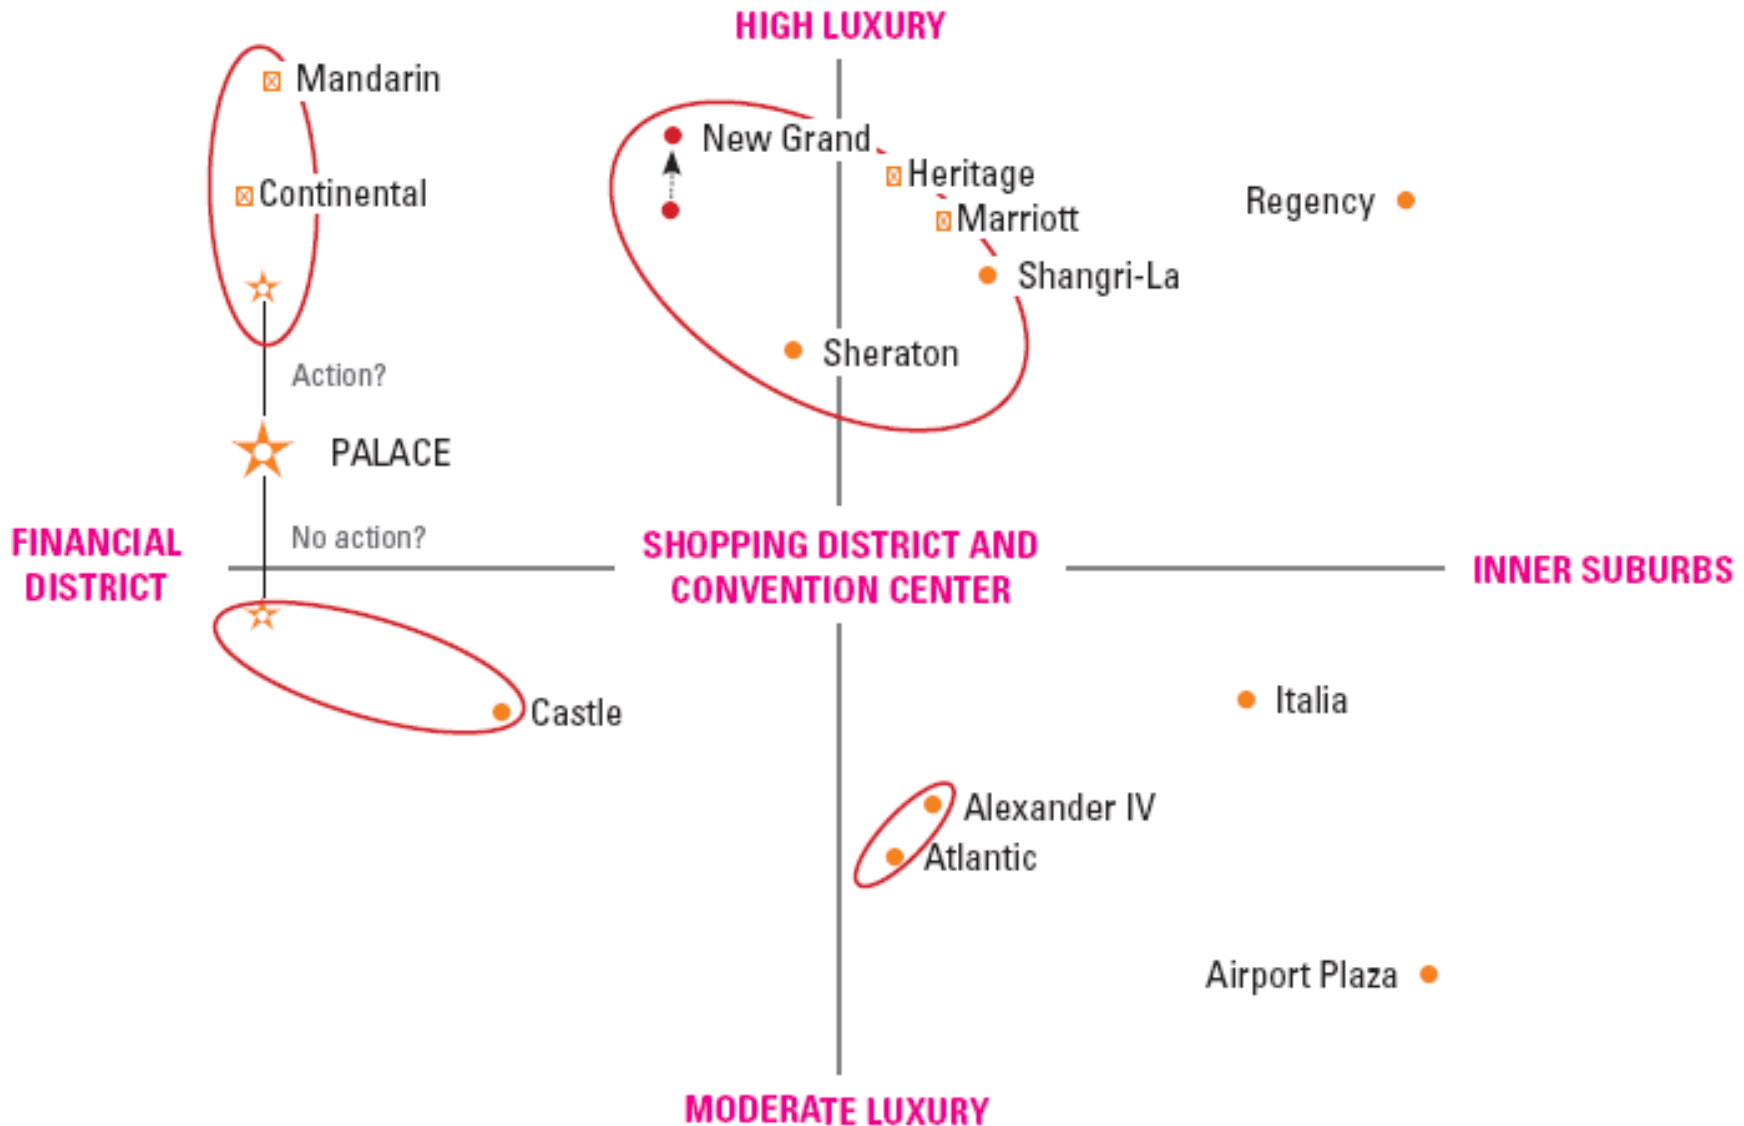 HIGH LUXURY
Mandarin
New Grand
Heritage
Continental
Regency
Marriott
Shangri-La
Sheraton
Action?
PALACE
No action?
FINANCIAL
DISTRICT
SHOPPING DISTRICT AND
CONVENTION CENTER
INNER SUBURBS
Castle
Italia
Alexander IV
Atlantic
Airport Plaza
MODERATE LUXURY